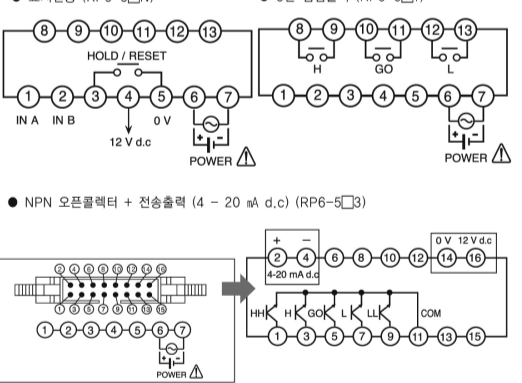 8 9 10 11 12 13
HOLD / RESET
1 2 3 4 5 6 7
IN A IN B 0 V
12 V d.c
+ -
POWER
8 9 10 11 12 13
H GO L
1 2 3 4 5 6 7
+ -
POWER
● NPN 오픈콜렉터 + 전송출력 (4 - 20 mA d.c) (RP6-5□3)
2 4 6 8 10 12 14 16
1 3 5 7 9 11 13 15
1 2 3 4 5 6 7
+ -
POWER
+ - 0 V 12 V d.c
2 4 6 8 10 12 14 16
4-20 mA d.c
HH H GO L LL COM
1 3 5 7 9 11 13 15